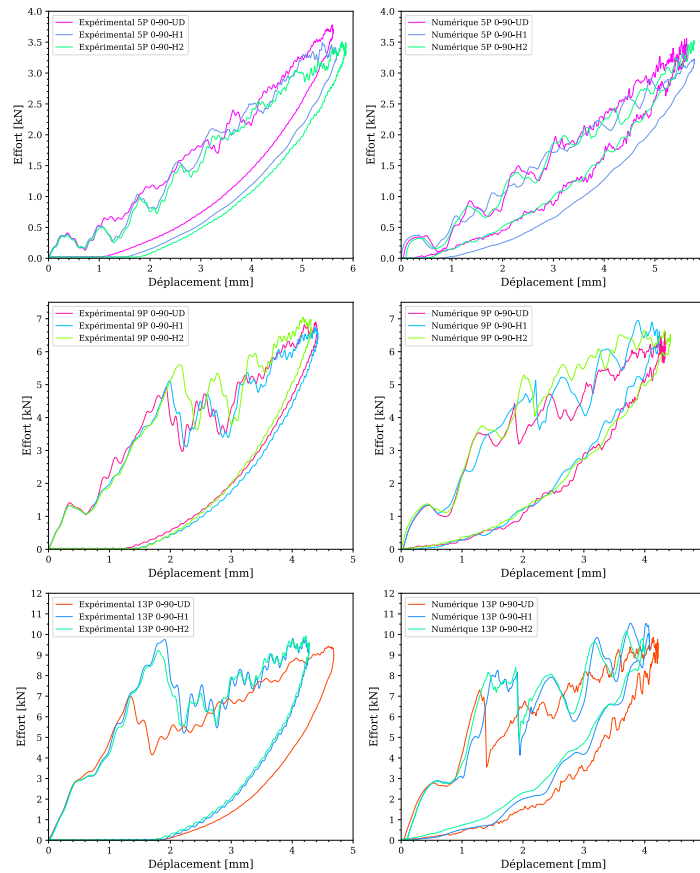 Expérimental 5P 0-90-UD
Expérimental 5P 0-90-H1
Expérimental 5P 0-90-H2
Effort [kN]
4.0
3.5
3.0
2.5
2.0
1.5
1.0
0.5
0.0
0 1 2 3 4 5 6
Déplacement [mm]
Numérique 5P 0-90-UD
Numérique 5P 0-90-H1
Numérique 5P 0-90-H2
Effort [kN]
4.0
3.5
3.0
2.5
2.0
1.5
1.0
0.5
0.0
0 1 2 3 4 5
Déplacement [mm]
Expérimental 9P 0-90-UD
Expérimental 9P 0-90-H1
Expérimental 9P 0-90-H2
Effort [kN]
7
6
5
4
3
2
1
0
0 1 2 3 4 5
Déplacement [mm]
Numérique 9P 0-90-UD
Numérique 9P 0-90-H1
Numérique 9P 0-90-H2
Effort [kN]
7
6
5
4
3
2
1
0
0 1 2 3 4
Déplacement [mm]
Expérimental 13P 0-90-UD
Expérimental 13P 0-90-H1
Expérimental 13P 0-90-H2
Effort [kN]
12
11
10
9
8
7
6
5
4
3
2
1
0
0 1 2 3 4 5
Déplacement [mm]
Numérique 13P 0-90-UD
Numérique 13P 0-90-H1
Numérique 13P 0-90-H2
Effort [kN]
12
11
10
9
8
7
6
5
4
3
2
1
0
0 1 2 3 4
Déplacement [mm]